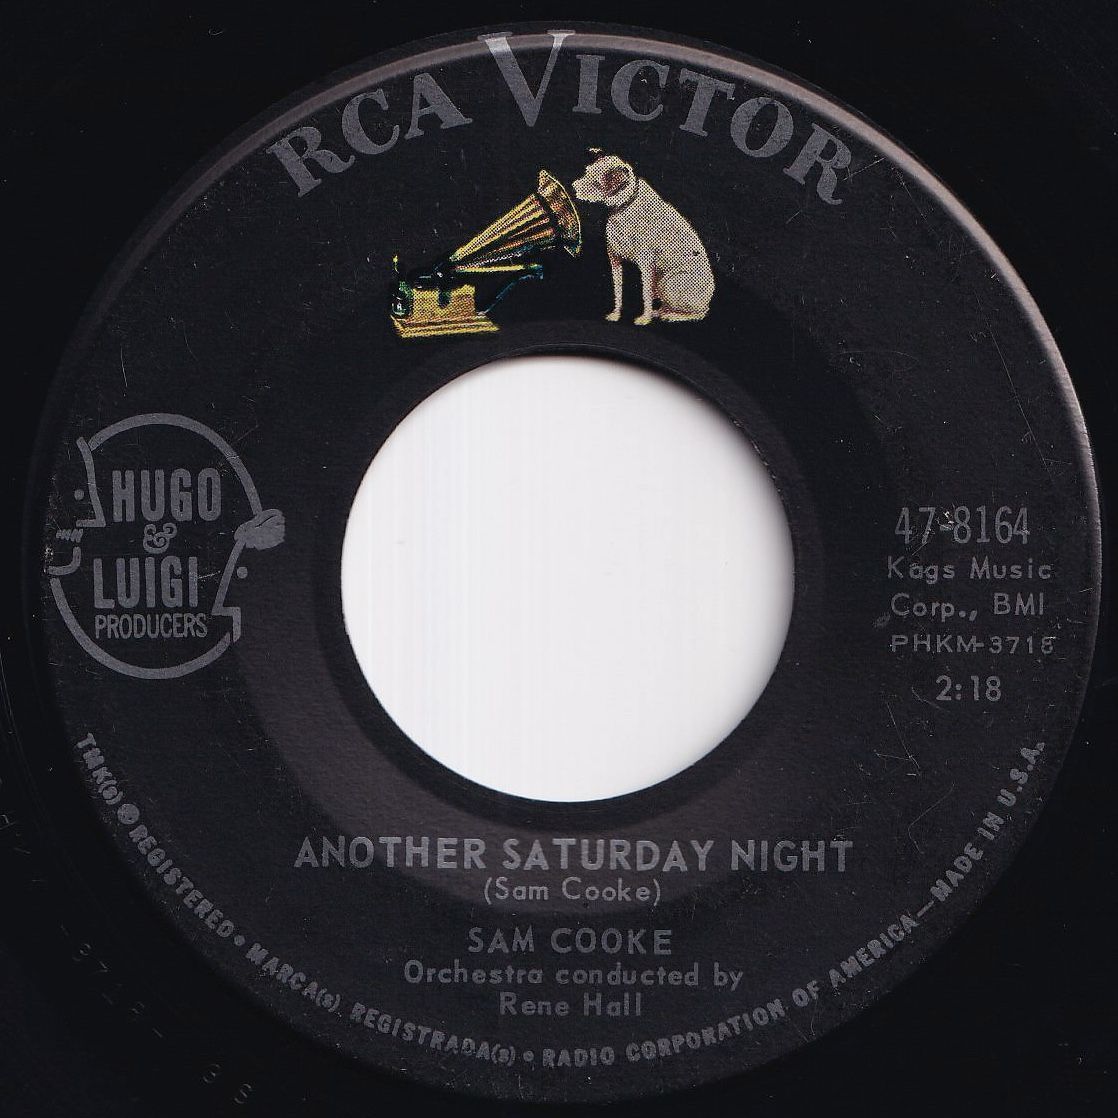 RCA VICTOR
HUGO
&
LUIGI
PRODUCERS
47-8164
Kags Music
Corp., BMI
PHKM-3718
2:18
ANOTHER SATURDAY NIGHT
(Sam Cooke)
SAM COOKE
Orchestra conducted by
Rene Hall
TMK(s) ® REGISTERED • MARCA(s) REGISTRADA(s) • RADIO CORPORATION OF AMERICA—MADE IN U.S.A.